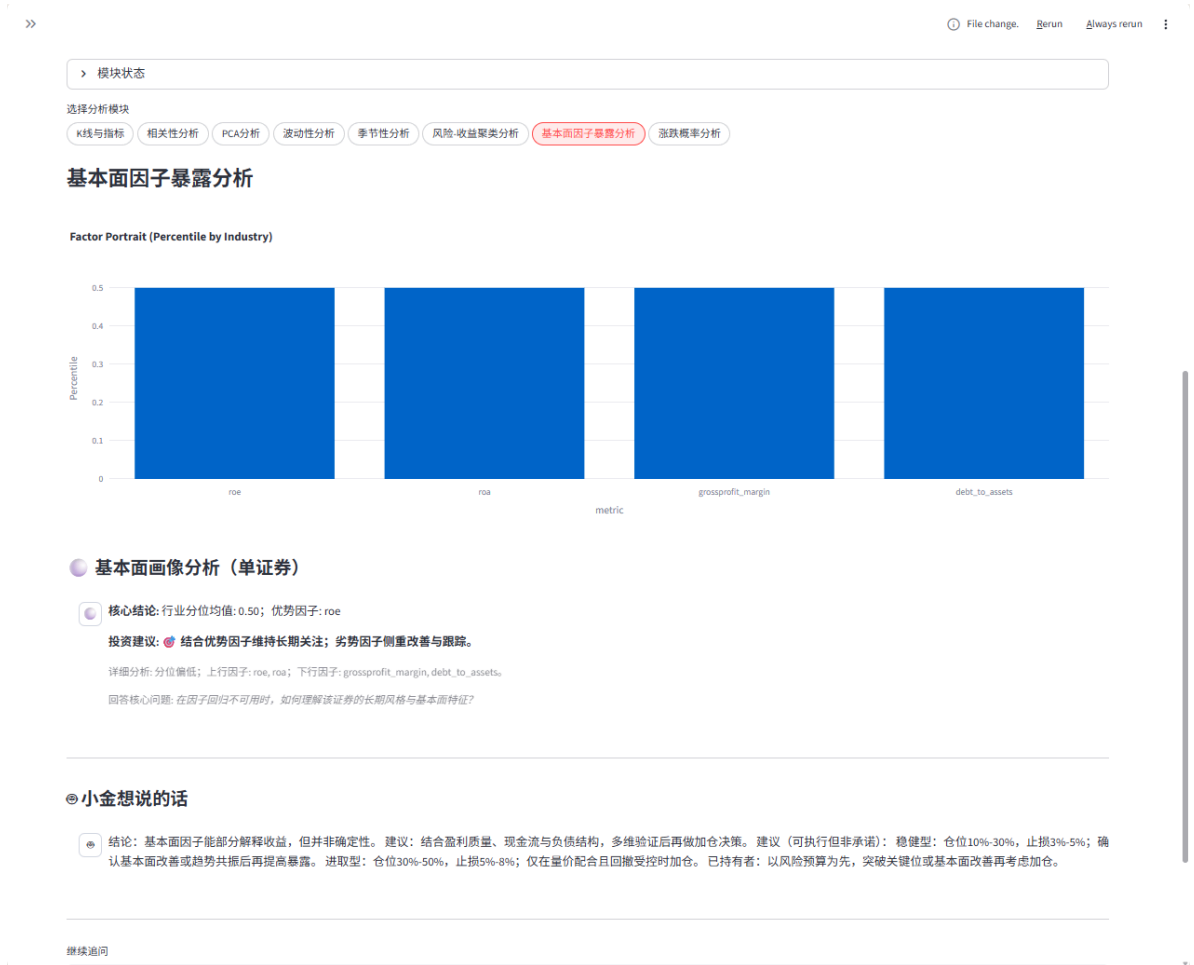 File change. Rerun Always rerun
模块状态
选择分析模块
K线与指标 相关性分析 PCA分析 波动性分析 季节性分析 风险-收益聚类分析 基本面因子暴露分析 涨跌概率分析
基本面因子暴露分析
Factor Portrait (Percentile by Industry)
0.5
0.4
0.3
0.2
0.1
0
Percentile
roe roa grossprofit_margin debt_to_assets
metric
基本面画像分析（单证券）
核心结论: 行业分位均值: 0.50；优势因子: roe
投资建议: 🎯 结合优势因子维持长期关注；劣势因子侧重改善与跟踪。
详细分析: 分位偏低；上行因子: roe, roa；下行因子: grossprofit_margin, debt_to_assets。
回答核心问题: 在因子回归不可用时，如何理解该证券的长期风格与基本面特征？
小金想说的话
结论：基本面因子能部分解释收益，但并非确定性。 建议：结合盈利质量、现金流与负债结构，多维验证后再做加仓决策。 建议（可执行但非承诺）： 稳健型：仓位10%-30%，止损3%-5%；确
认基本面改善或趋势共振后再提高暴露。 进取型：仓位30%-50%，止损5%-8%；仅在量价配合且回撤受控时加仓。 已持有者：以风险预算为先，突破关键位或基本面改善再考虑加仓。
继续追问